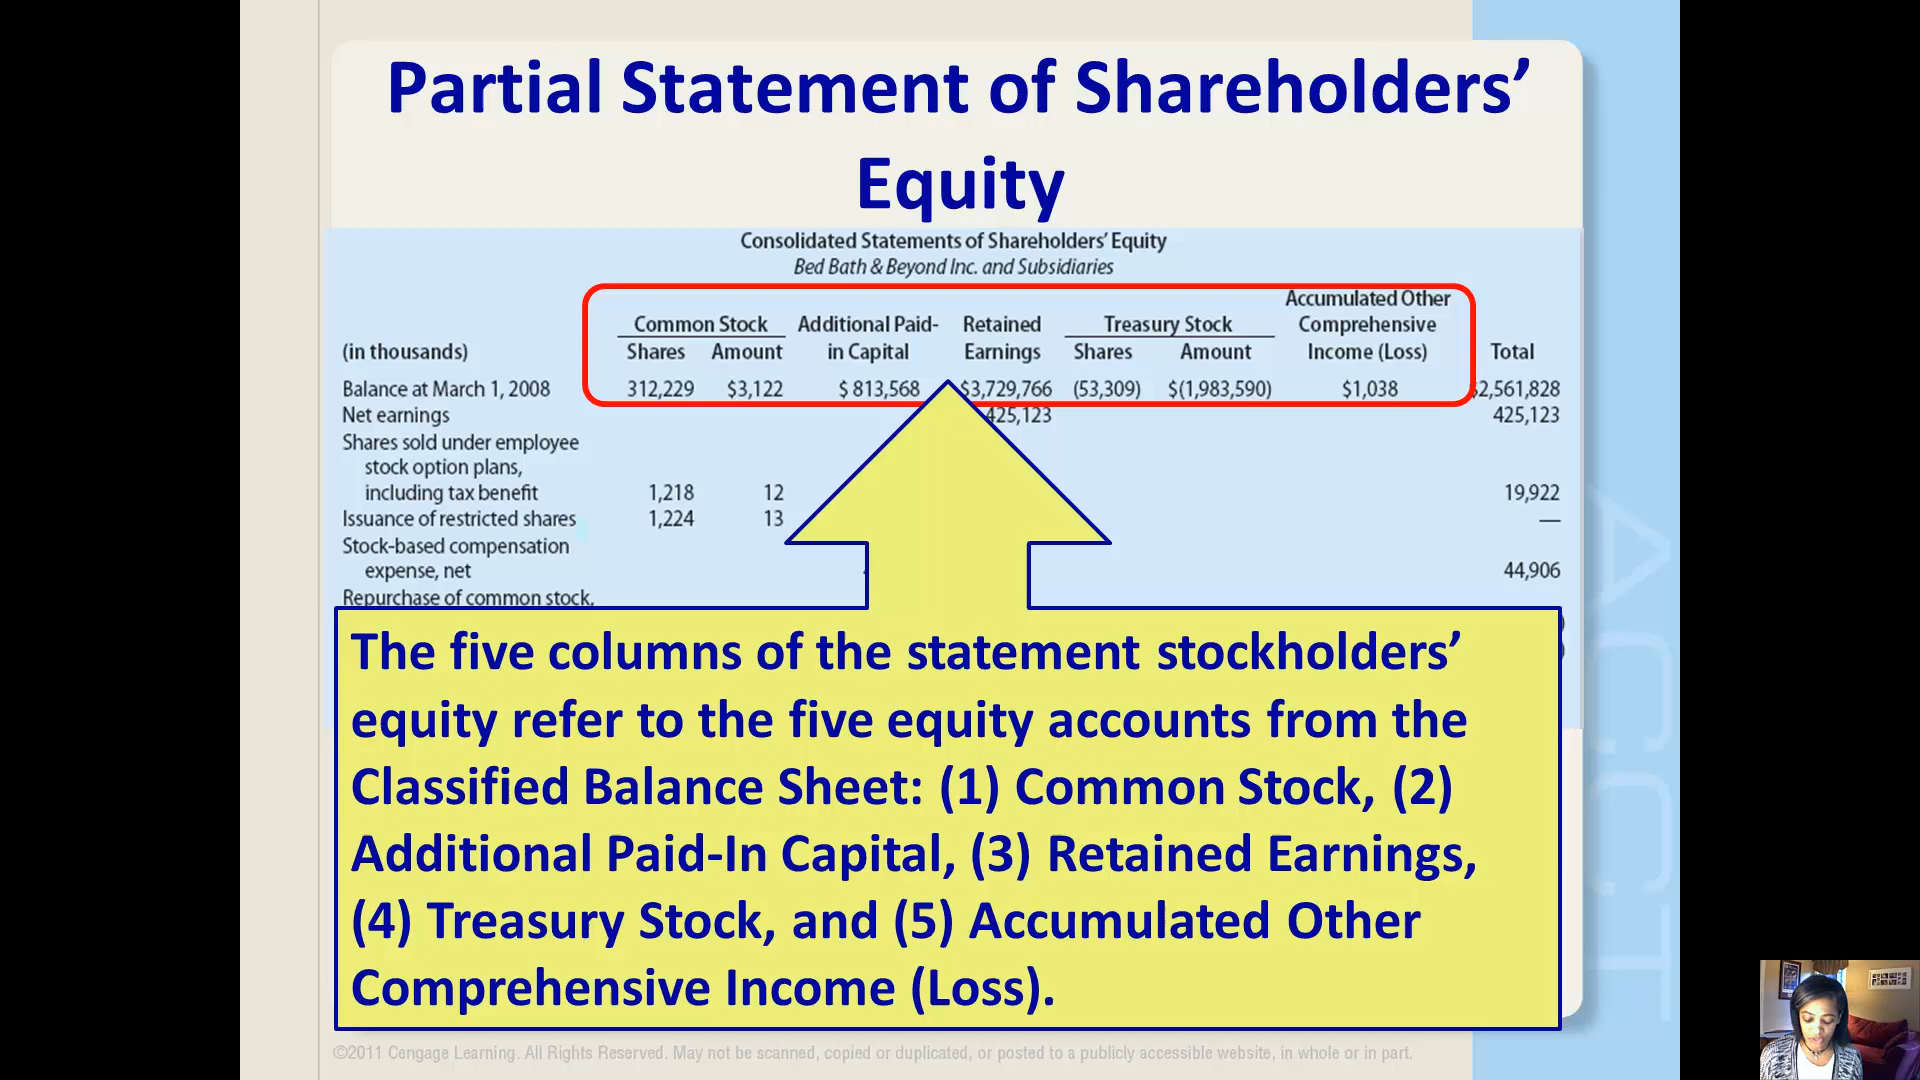 Partial Statement of Shareholders’
Equity
Consolidated Statements of Shareholders’ Equity
Bed Bath & Beyond Inc. and Subsidiaries
Accumulated Other
Common Stock Additional Paid- Retained Treasury Stock Comprehensive
(in thousands) Shares Amount in Capital Earnings Shares Amount Income (Loss) Total
Balance at March 1, 2008 312,229 $3,122 $ 813,568 $3,729,766 (53,309) $(1,983,590) $1,038 $2,561,828
Net earnings 425,123 425,123
Shares sold under employee
stock option plans,
including tax benefit 1,218 12 19,922
Issuance of restricted shares 1,224 13 —
Stock-based compensation
expense, net 44,906
Repurchase of common stock,
The five columns of the statement stockholders’
equity refer to the five equity accounts from the
Classified Balance Sheet: (1) Common Stock, (2)
Additional Paid-In Capital, (3) Retained Earnings,
(4) Treasury Stock, and (5) Accumulated Other
Comprehensive Income (Loss).
©2011 Cengage Learning. All Rights Reserved. May not be scanned, copied or duplicated, or posted to a publicly accessible website, in whole or in part.
ACCT